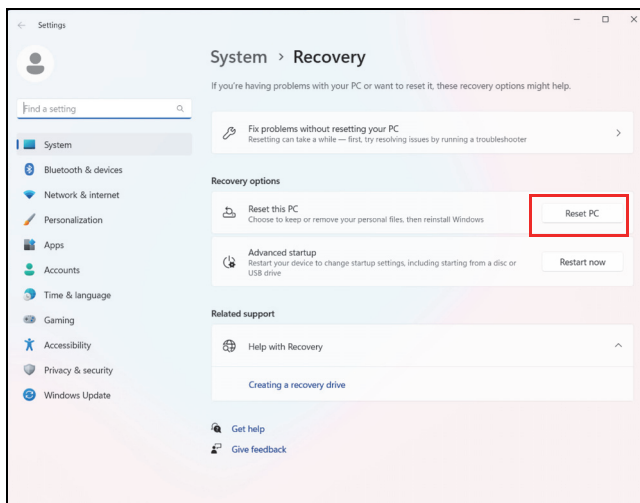 Settings
System > Recovery
If you're having problems with your PC or want to reset it, these recovery options might help.
Find a setting
Fix problems without resetting your PC
Resetting can take a while — first, try resolving issues by running a troubleshooter
System
Bluetooth & devices
Network & internet
Personalization
Apps
Accounts
Time & language
Gaming
Accessibility
Privacy & security
Windows Update
Recovery options
Reset this PC
Choose to keep or remove your personal files, then reinstall Windows
Reset PC
Advanced startup
Restart your device to change startup settings, including starting from a disc or
USB drive
Restart now
Related support
Help with Recovery
Creating a recovery drive
Get help
Give feedback